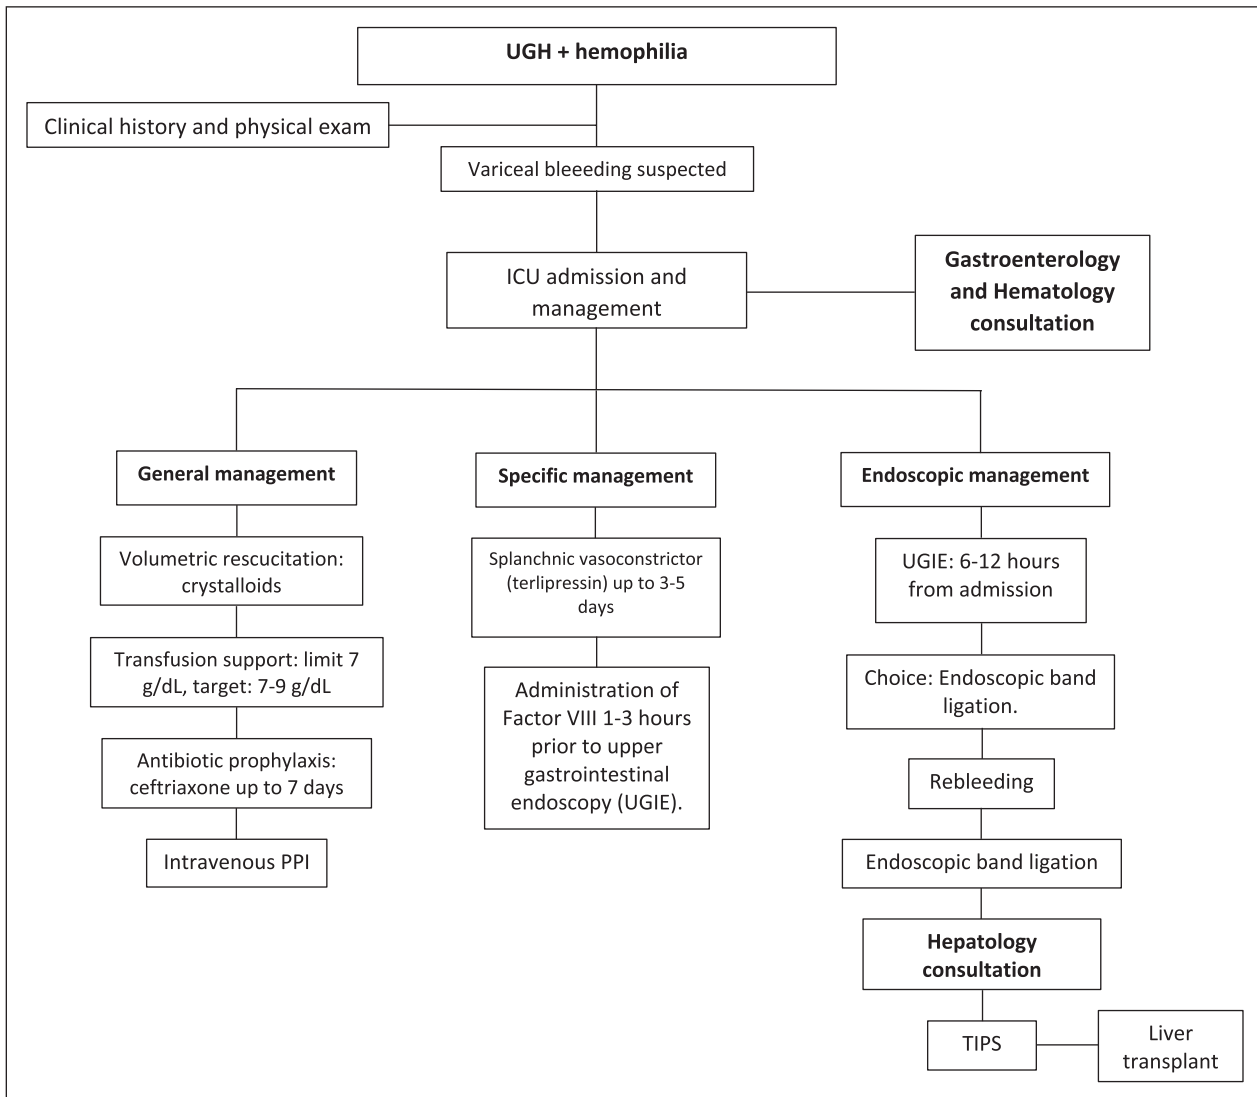 UGH + hemophilia
Clinical history and physical exam
Variceal bleeeding suspected
ICU admission and
management
Gastroenterology
and Hematology
consultation
General management
Volumetric rescucitation:
crystalloids
Transfusion support: limit 7
g/dL, target: 7-9 g/dL
Antibiotic prophylaxis:
ceftriaxone up to 7 days
Intravenous PPI
Specific management
Splanchnic vasoconstrictor
(terlipressin) up to 3-5
days
Administration of
Factor VIII 1-3 hours
prior to upper
gastrointestinal
endoscopy (UGIE).
Endoscopic management
UGIE: 6-12 hours
from admission
Choice: Endoscopic band
ligation.
Rebleeding
Endoscopic band ligation
Hepatology
consultation
TIPS
Liver
transplant